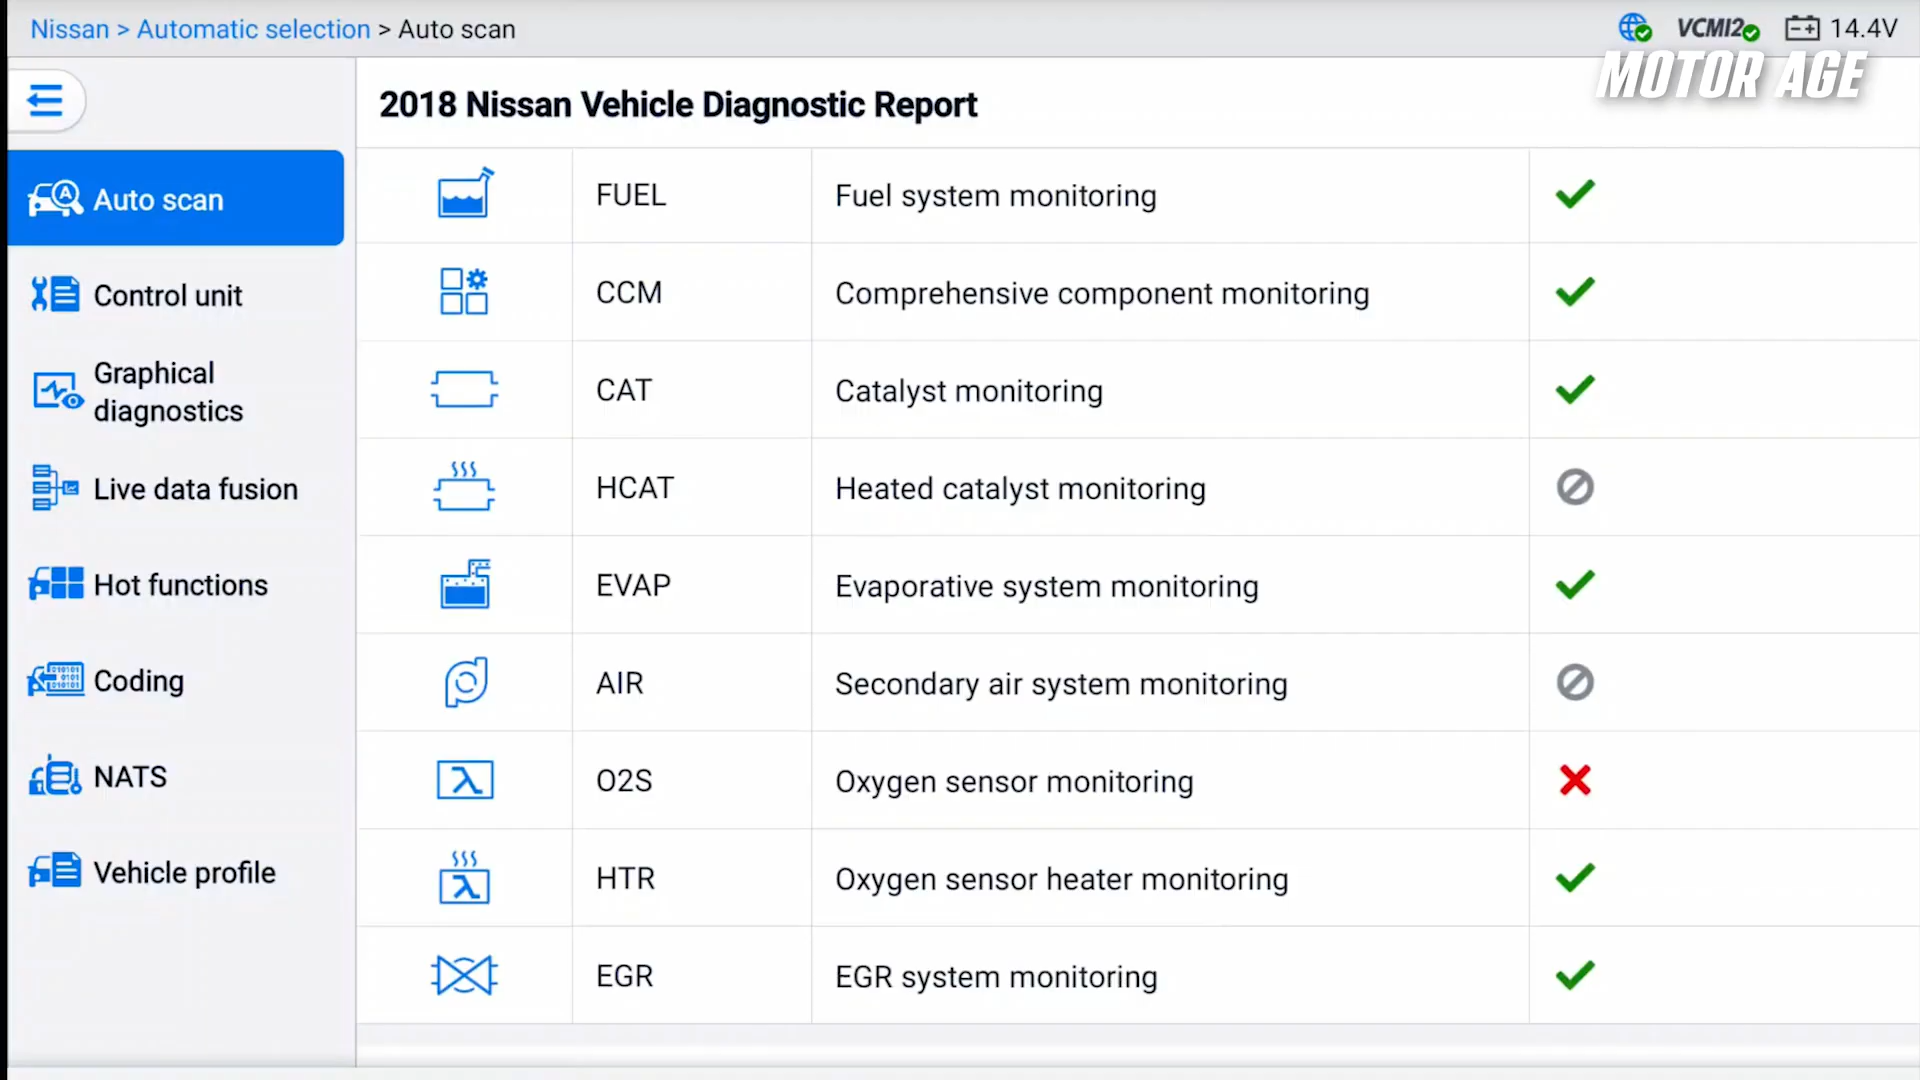 Nissan > Automatic selection > Auto scan
VCMI2
14.4V
MOTOR AGE
2018 Nissan Vehicle Diagnostic Report
Auto scan
Control unit
Graphical
diagnostics
Live data fusion
Hot functions
Coding
NATS
Vehicle profile
FUEL Fuel system monitoring
CCM Comprehensive component monitoring
CAT Catalyst monitoring
HCAT Heated catalyst monitoring
EVAP Evaporative system monitoring
AIR Secondary air system monitoring
O2S Oxygen sensor monitoring
HTR Oxygen sensor heater monitoring
EGR EGR system monitoring